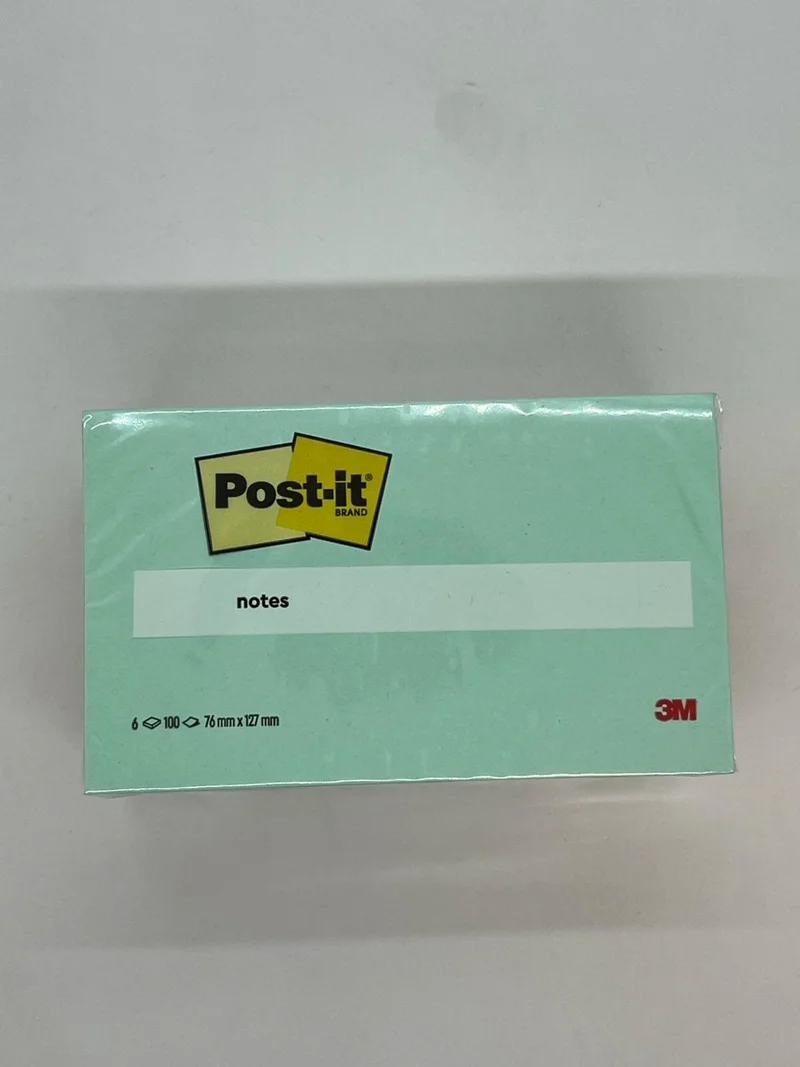 Post-it®
BRAND
notes
6 100 76 mm x 127 mm
3M